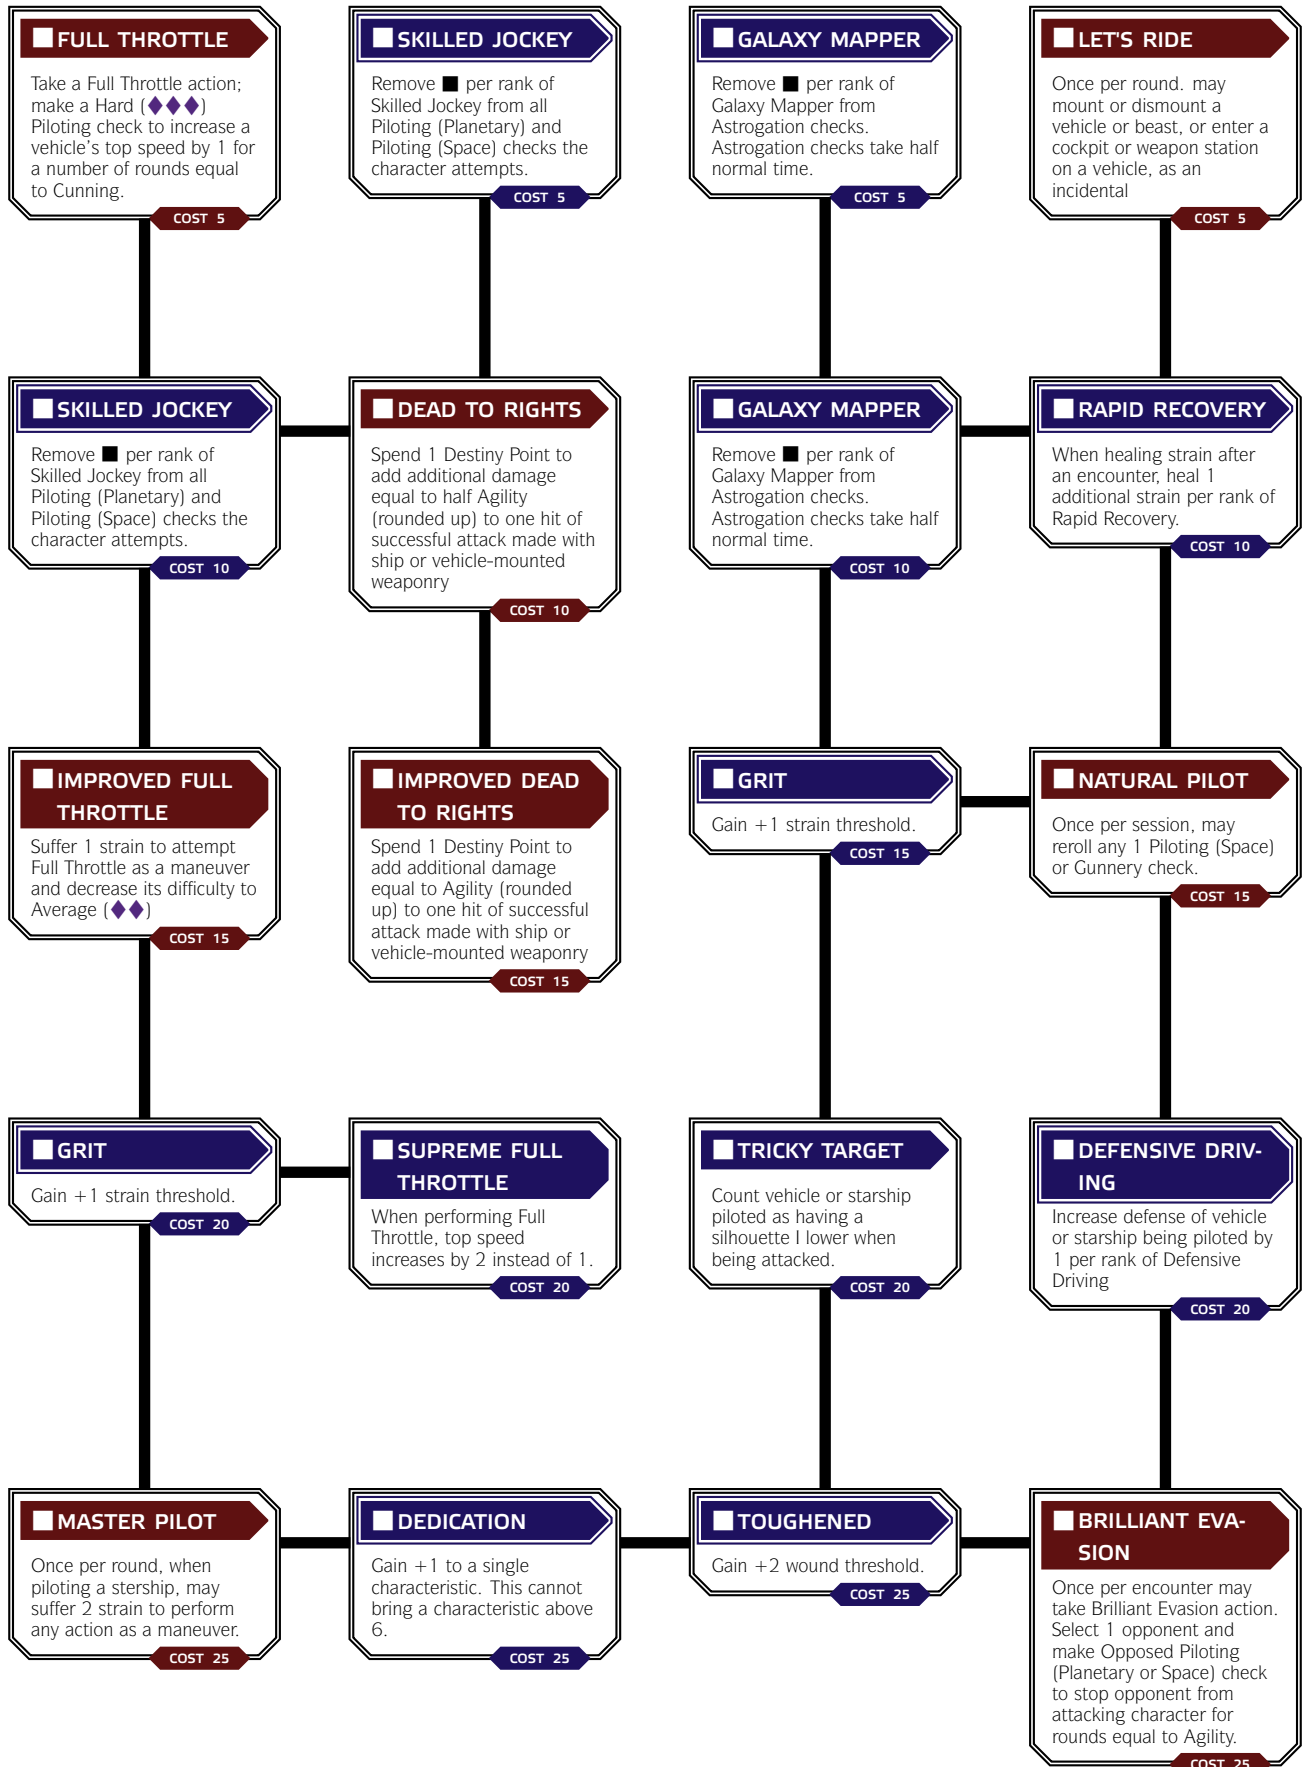 FULL THROTTLE
Take a Full Throttle action;
make a Hard (♦♦♦)
Piloting check to increase a
vehicle's top speed by 1 for
a number of rounds equal
to Cunning.
COST 5
SKILLED JOCKEY
Remove ■ per rank of
Skilled Jockey from all
Piloting (Planetary) and
Piloting (Space) checks the
character attempts.
COST 5
GALAXY MAPPER
Remove ■ per rank of
Galaxy Mapper from
Astrogation checks.
Astrogation checks take half
normal time.
COST 5
LET'S RIDE
Once per round. may
mount or dismount a
vehicle or beast, or enter a
cockpit or weapon station
on a vehicle, as an
incidental
COST 5
SKILLED JOCKEY
Remove ■ per rank of
Skilled Jockey from all
Piloting (Planetary) and
Piloting (Space) checks the
character attempts.
COST 10
DEAD TO RIGHTS
Spend 1 Destiny Point to
add additional damage
equal to half Agility
(rounded up) to one hit of
successful attack made with
ship or vehicle-mounted
weaponry
COST 10
GALAXY MAPPER
Remove ■ per rank of
Galaxy Mapper from
Astrogation checks.
Astrogation checks take half
normal time.
COST 10
RAPID RECOVERY
When healing strain after
an encounter, heal 1
additional strain per rank of
Rapid Recovery.
COST 10
IMPROVED FULL
THROTTLE
Suffer 1 strain to attempt
Full Throttle as a maneuver
and decrease its difficulty to
Average (♦♦)
COST 15
IMPROVED DEAD
TO RIGHTS
Spend 1 Destiny Point to
add additional damage
equal to Agility (rounded
up) to one hit of successful
attack made with ship or
vehicle-mounted weaponry
COST 15
GRIT
Gain +1 strain threshold.
COST 15
NATURAL PILOT
Once per session, may
reroll any 1 Piloting (Space)
or Gunnery check.
COST 15
GRIT
Gain +1 strain threshold.
COST 20
SUPREME FULL
THROTTLE
When performing Full
Throttle, top speed
increases by 2 instead of 1.
COST 20
TRICKY TARGET
Count vehicle or starship
piloted as having a
silhouette I lower when
being attacked.
COST 20
DEFENSIVE DRIV-
ING
Increase defense of vehicle
or starship being piloted by
1 per rank of Defensive
Driving
COST 20
MASTER PILOT
Once per round, when
piloting a stership, may
suffer 2 strain to perform
any action as a maneuver.
COST 25
DEDICATION
Gain +1 to a single
characteristic. This cannot
bring a characteristic above
6.
COST 25
TOUGHENED
Gain +2 wound threshold.
COST 25
BRILLIANT EVA-
SION
Once per encounter may
take Brilliant Evasion action.
Select 1 opponent and
make Opposed Piloting
(Planetary or Space) check
to stop opponent from
attacking character for
rounds equal to Agility.
COST 25